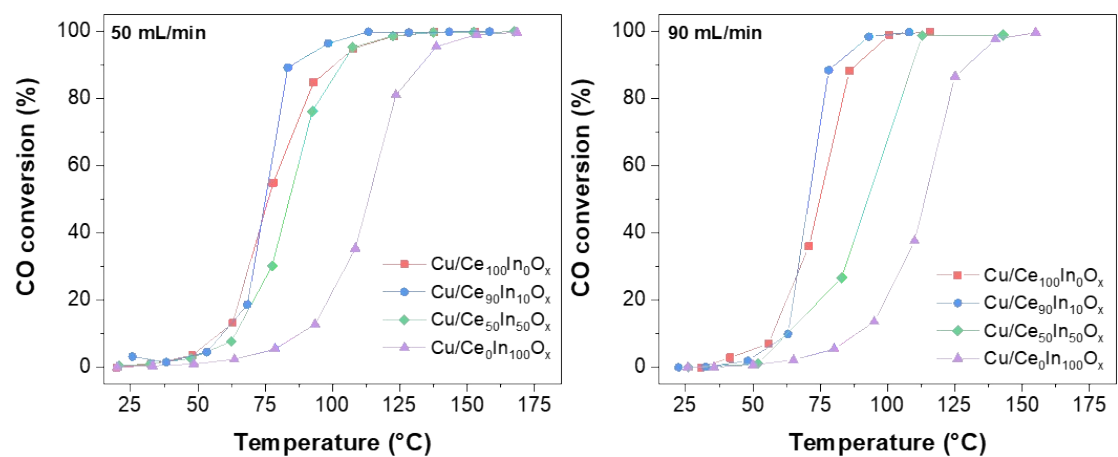 50 mL/min
CO conversion (%)
100
80
60
40
20
0
25 50 75 100 125 150 175
Temperature (°C)
Cu/Ce₁₀₀In₀Oₓ
Cu/Ce₉₀In₁₀Oₓ
Cu/Ce₅₀In₅₀Oₓ
Cu/Ce₀In₁₀₀Oₓ
90 mL/min
CO conversion (%)
100
80
60
40
20
0
25 50 75 100 125 150 175
Temperature (°C)
Cu/Ce₁₀₀In₀Oₓ
Cu/Ce₉₀In₁₀Oₓ
Cu/Ce₅₀In₅₀Oₓ
Cu/Ce₀In₁₀₀Oₓ